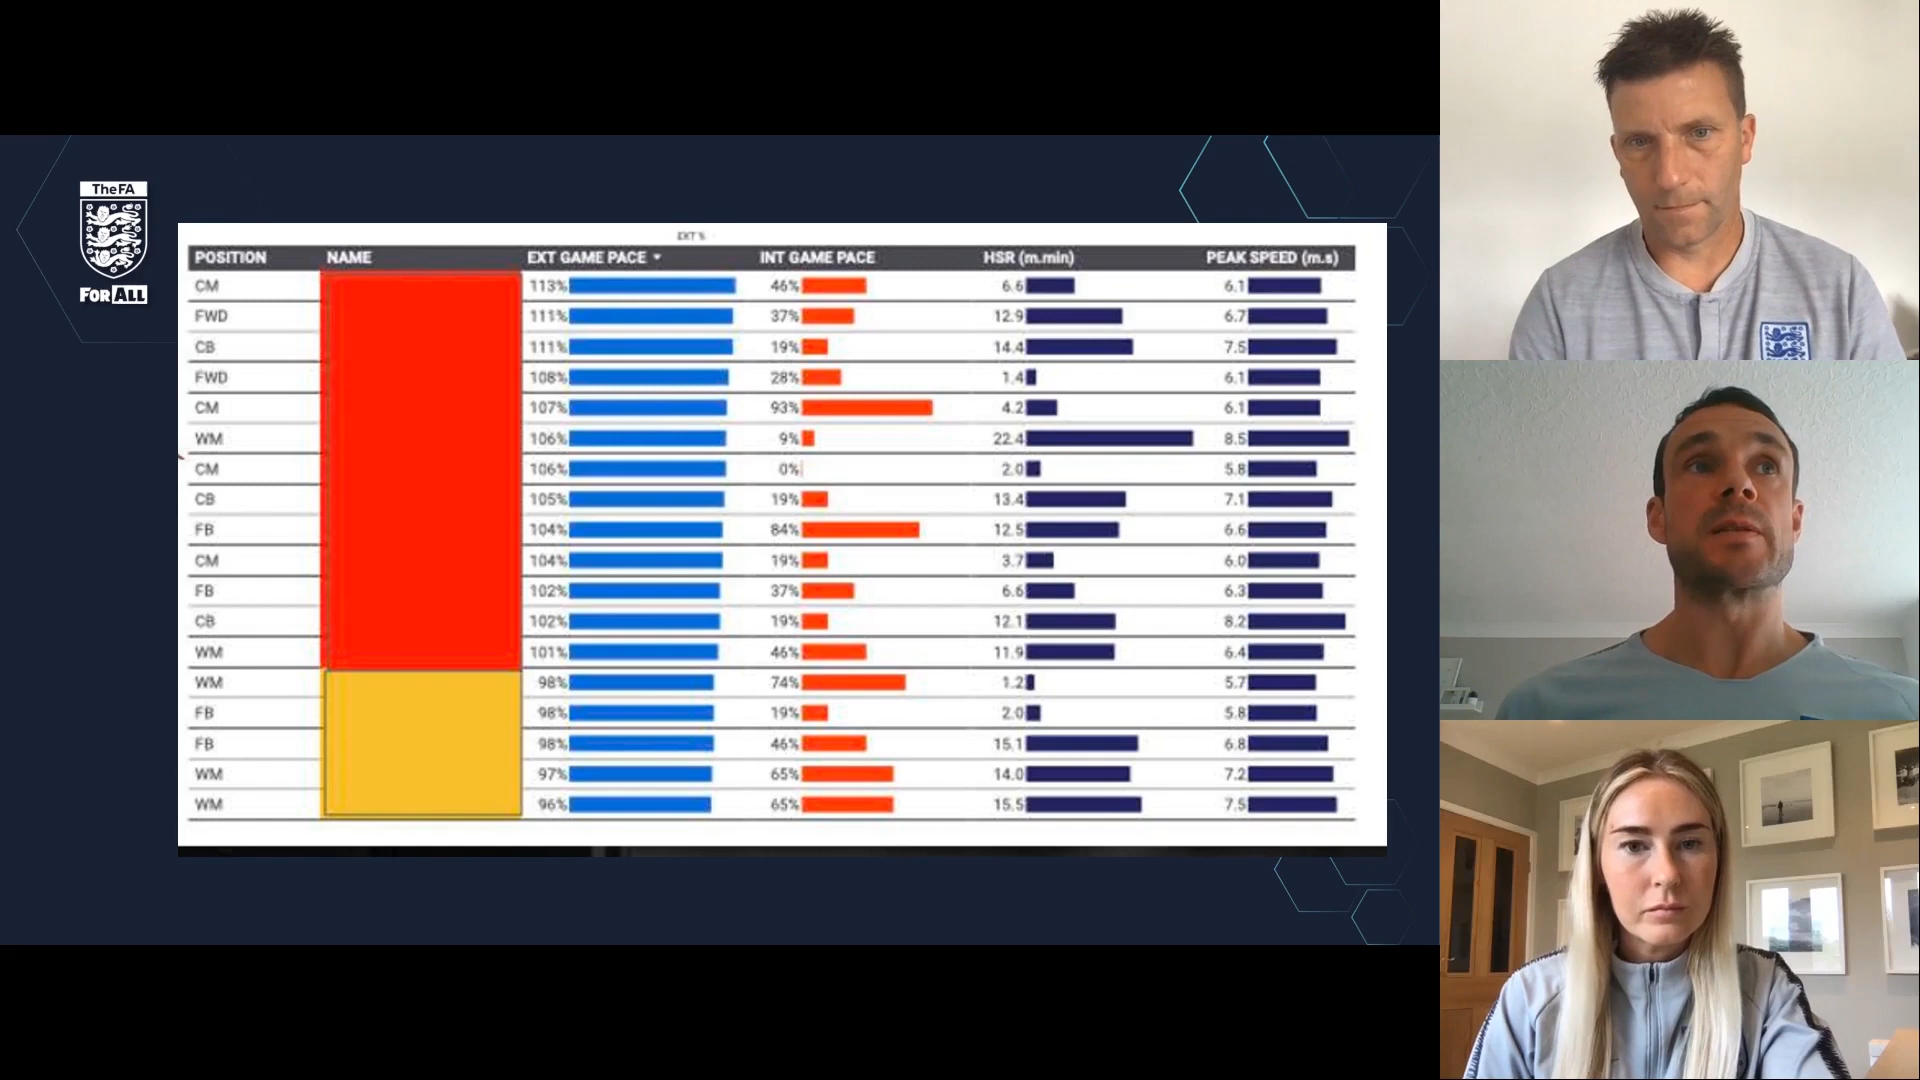 The FA
FOR ALL
EXT %
POSITION NAME EXT GAME PACE INT GAME PACE HSR (m.min) PEAK SPEED (m.s)
CM 113% 46% 6.6 6.1
FWD 111% 37% 12.9 6.7
CB 111% 19% 14.4 7.5
FWD 108% 28% 1.4 6.1
CM 107% 93% 4.2 6.1
WM 106% 9% 22.4 8.5
CM 106% 0% 2.0 5.8
CB 105% 19% 13.4 7.1
FB 104% 84% 12.5 6.6
CM 104% 19% 3.7 6.0
FB 102% 37% 6.6 6.3
CB 102% 19% 12.1 8.2
WM 101% 46% 11.9 6.4
WM 98% 74% 1.2 5.7
FB 98% 19% 2.0 5.8
FB 98% 46% 15.1 6.8
WM 97% 65% 14.0 7.2
WM 96% 65% 15.5 7.5